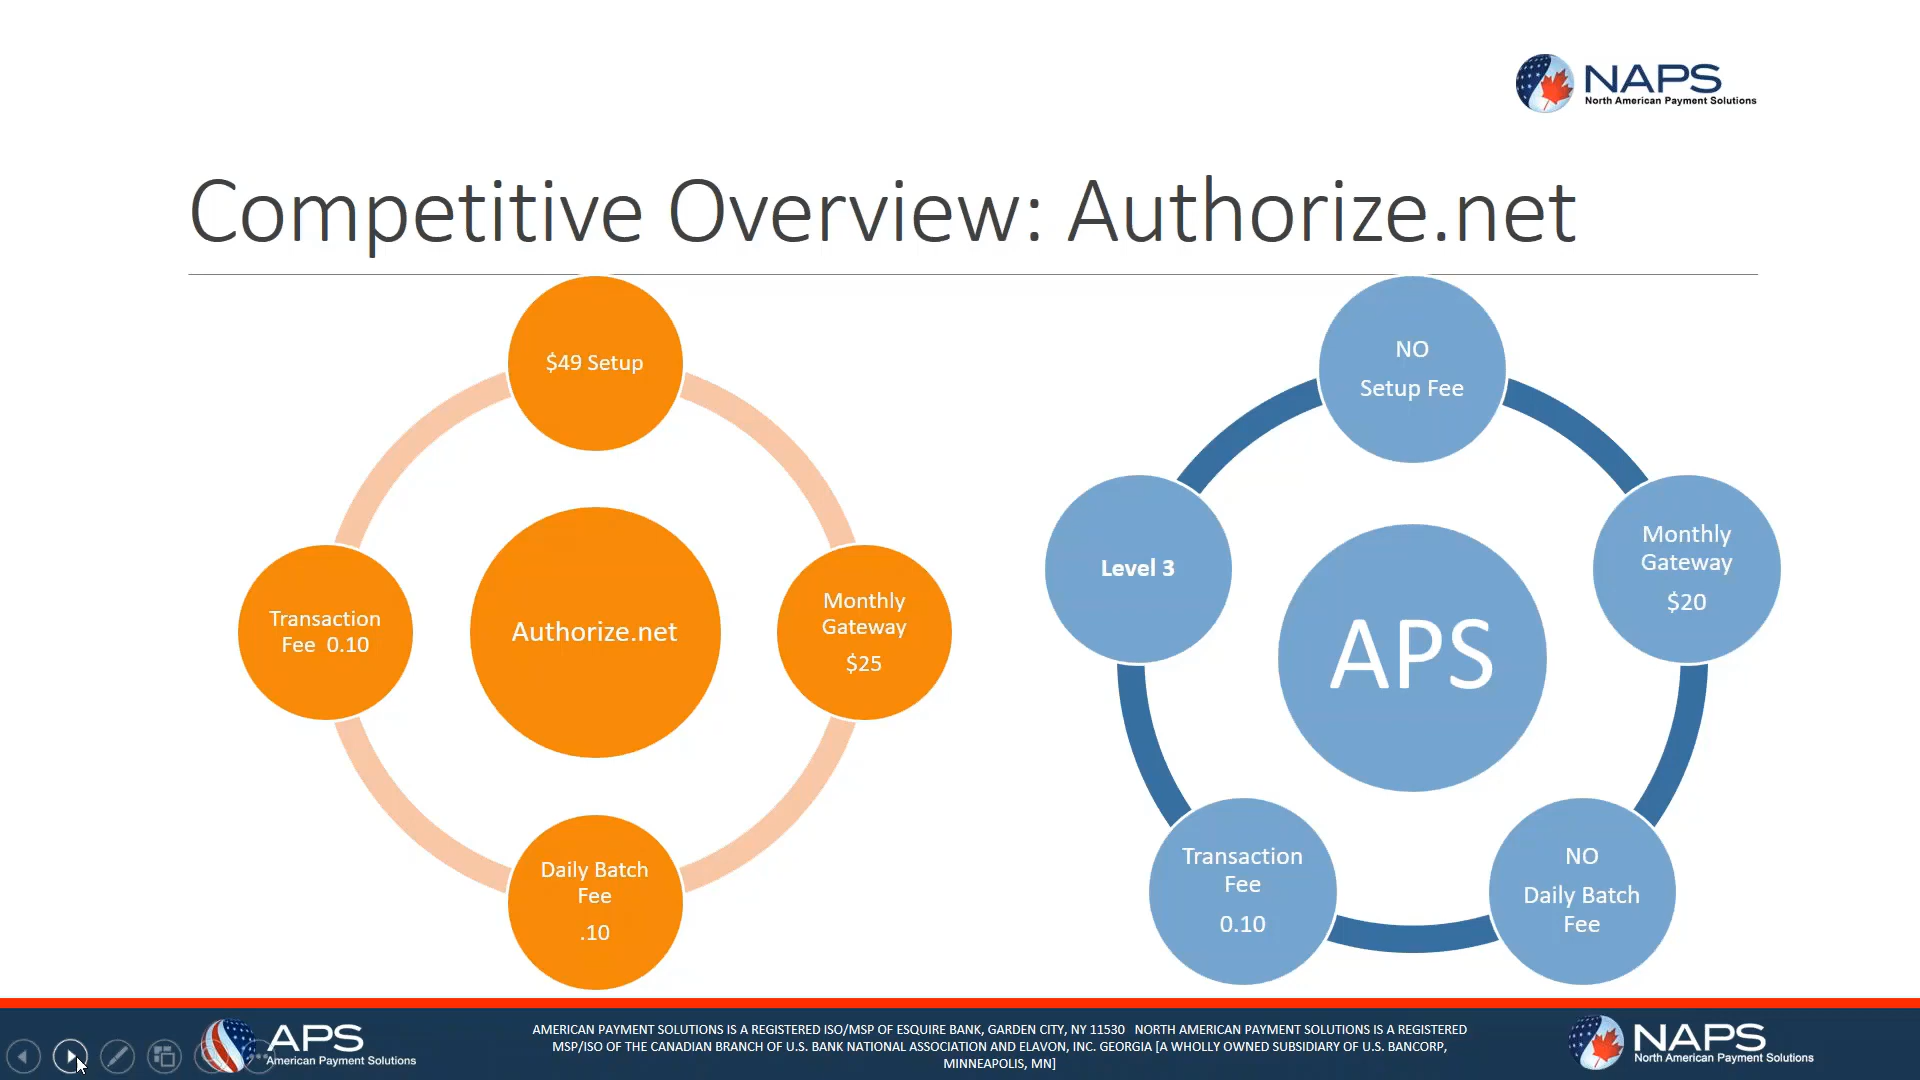 NAPS
North American Payment Solutions
Competitive Overview: Authorize.net
$49 Setup
Transaction
Fee 0.10
Authorize.net
Monthly
Gateway
$25
Daily Batch
Fee
.10
NO
Setup Fee
Level 3
Monthly
Gateway
$20
APS
Transaction
Fee
0.10
NO
Daily Batch
Fee
APS
American Payment Solutions
AMERICAN PAYMENT SOLUTIONS IS A REGISTERED ISO/MSP OF ESQUIRE BANK, GARDEN CITY, NY 11530 NORTH AMERICAN PAYMENT SOLUTIONS IS A REGISTERED
MSP/ISO OF THE CANADIAN BRANCH OF U.S. BANK NATIONAL ASSOCIATION AND ELAVON, INC. GEORGIA [A WHOLLY OWNED SUBSIDIARY OF U.S. BANCORP,
MINNEAPOLIS, MN]
NAPS
North American Payment Solutions